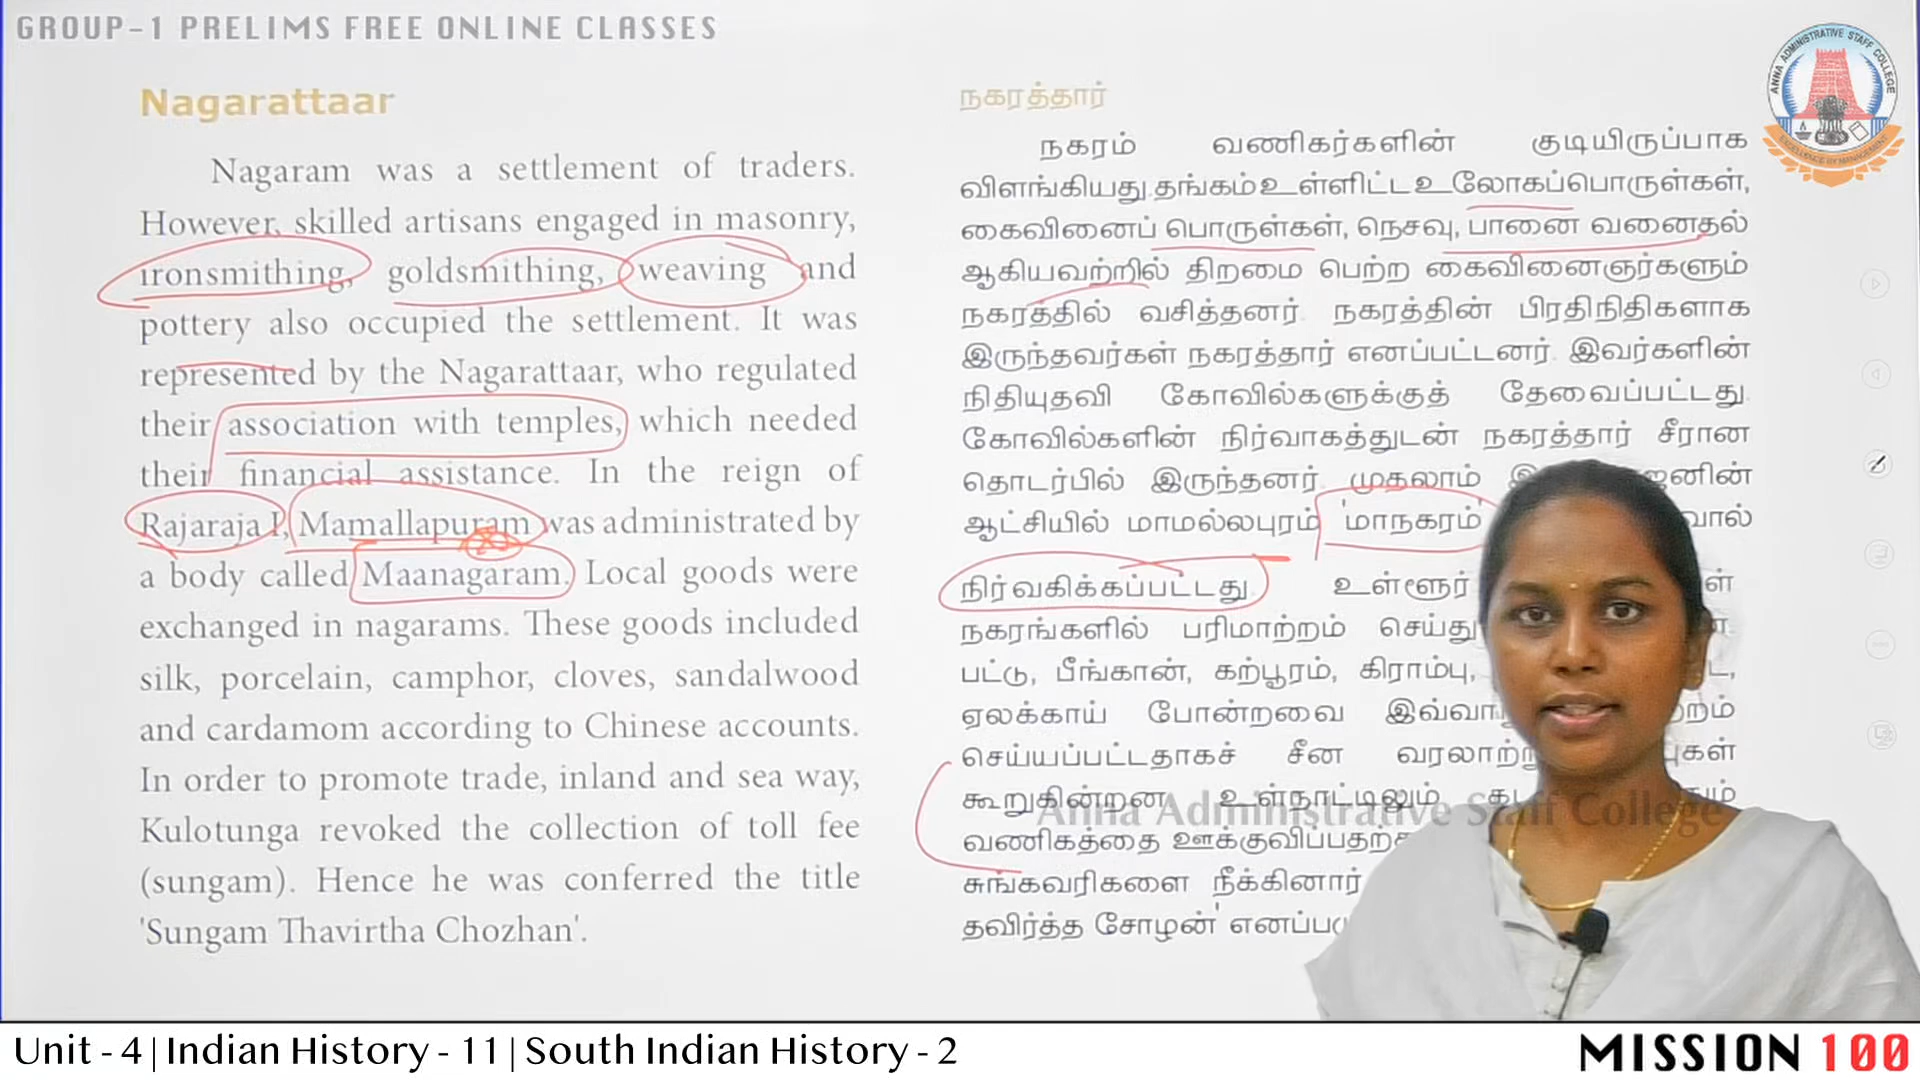 GROUP-1 PRELIMS FREE ONLINE CLASSES
ANNA ADMINISTRATIVE STAFF COLLEGE
EXCELLENCE BY MANAGEMENT
Nagarattaar
Nagaram was a settlement of traders.
However, skilled artisans engaged in masonry,
ironsmithing, goldsmithing, weaving and
pottery also occupied the settlement. It was
represented by the Nagarattaar, who regulated
their association with temples, which needed
their financial assistance. In the reign of
Rajaraja I, Mamallapuram was administrated by
a body called Maanagaram. Local goods were
exchanged in nagarams. These goods included
silk, porcelain, camphor, cloves, sandalwood
and cardamom according to Chinese accounts.
In order to promote trade, inland and sea way,
Kulotunga revoked the collection of toll fee
(sungam). Hence he was conferred the title
'Sungam Thavirtha Chozhan'.
நகரத்தார்
நகரம் வணிகர்களின் குடியிருப்பாக
விளங்கியது. தங்கம் உள்ளிட்ட உலோகப்பொருள்கள்,
கைவினைப் பொருள்கள், நெசவு, பானை வனைதல்
ஆகியவற்றில் திறமை பெற்ற கைவினைஞர்களும்
நகரத்தில் வசித்தனர். நகரத்தின் பிரதிநிதிகளாக
இருந்தவர்கள் நகரத்தார் எனப்பட்டனர். இவர்களின்
நிதியுதவி கோவில்களுக்குத் தேவைப்பட்டது.
கோவில்களின் நிர்வாகத்துடன் நகரத்தார் சீரான
தொடர்பில் இருந்தனர். முதலாம்
ஆட்சியில் மாமல்லபுரம் 'மாநகரம்'
நிர்வகிக்கப்பட்டது. உள்ளூர்
நகரங்களில் பரிமாற்றம்
பட்டு, பீங்கான், கற்பூரம், கிராம்பு,
ஏலக்காய் போன்றவை
செய்யப்பட்டதாகச் சீன
கூறுகின்றன. உள்நாட்டிலும்
Anna Administrative Staff College
வணிகத்தை
சுங்கவரிகளை நீக்கினார்.
தவிர்த்த சோழன்'
Unit - 4 | Indian History - 11 | South Indian History - 2
MISSION 100